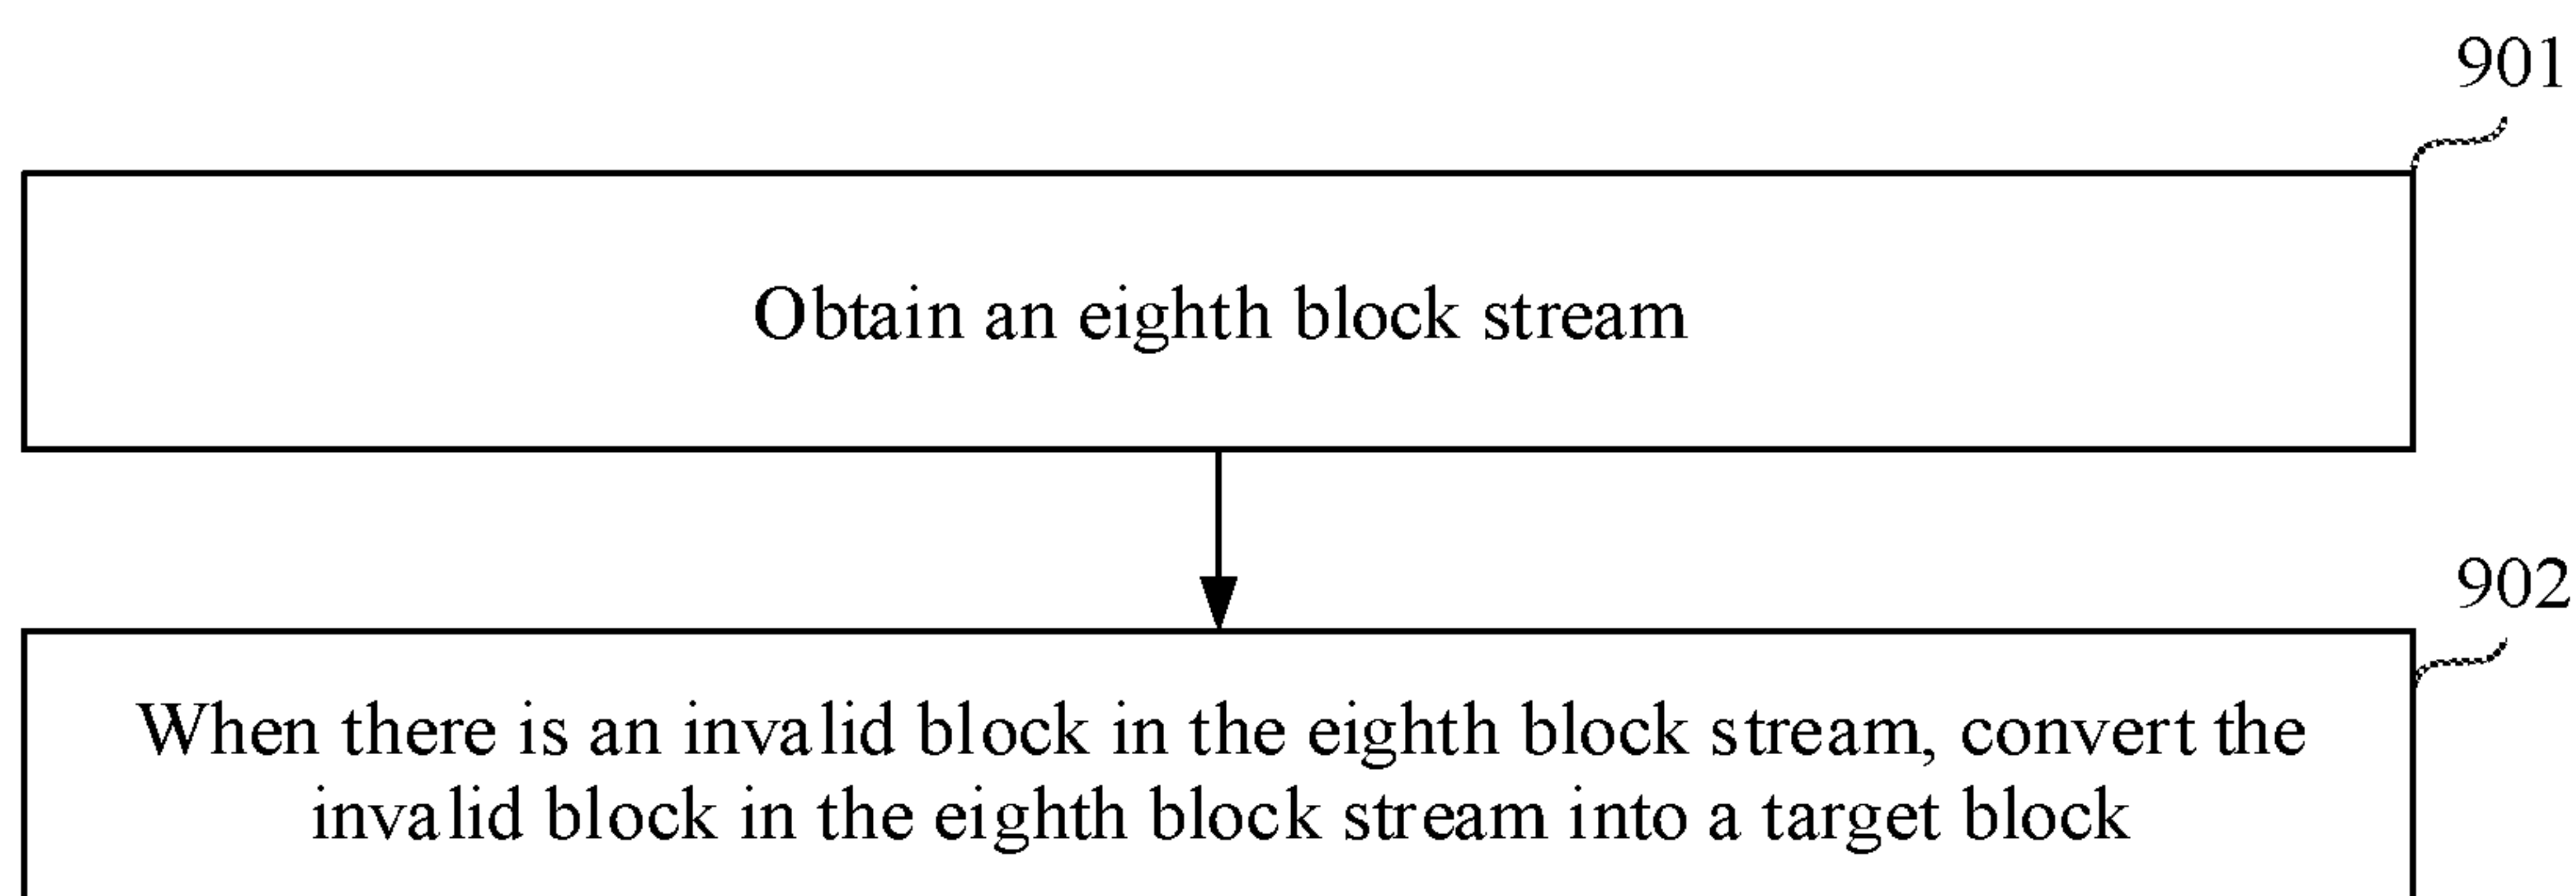 901
Obtain an eighth block stream
902
When there is an invalid block in the eighth block stream, convert the
invalid block in the eighth block stream into a target block